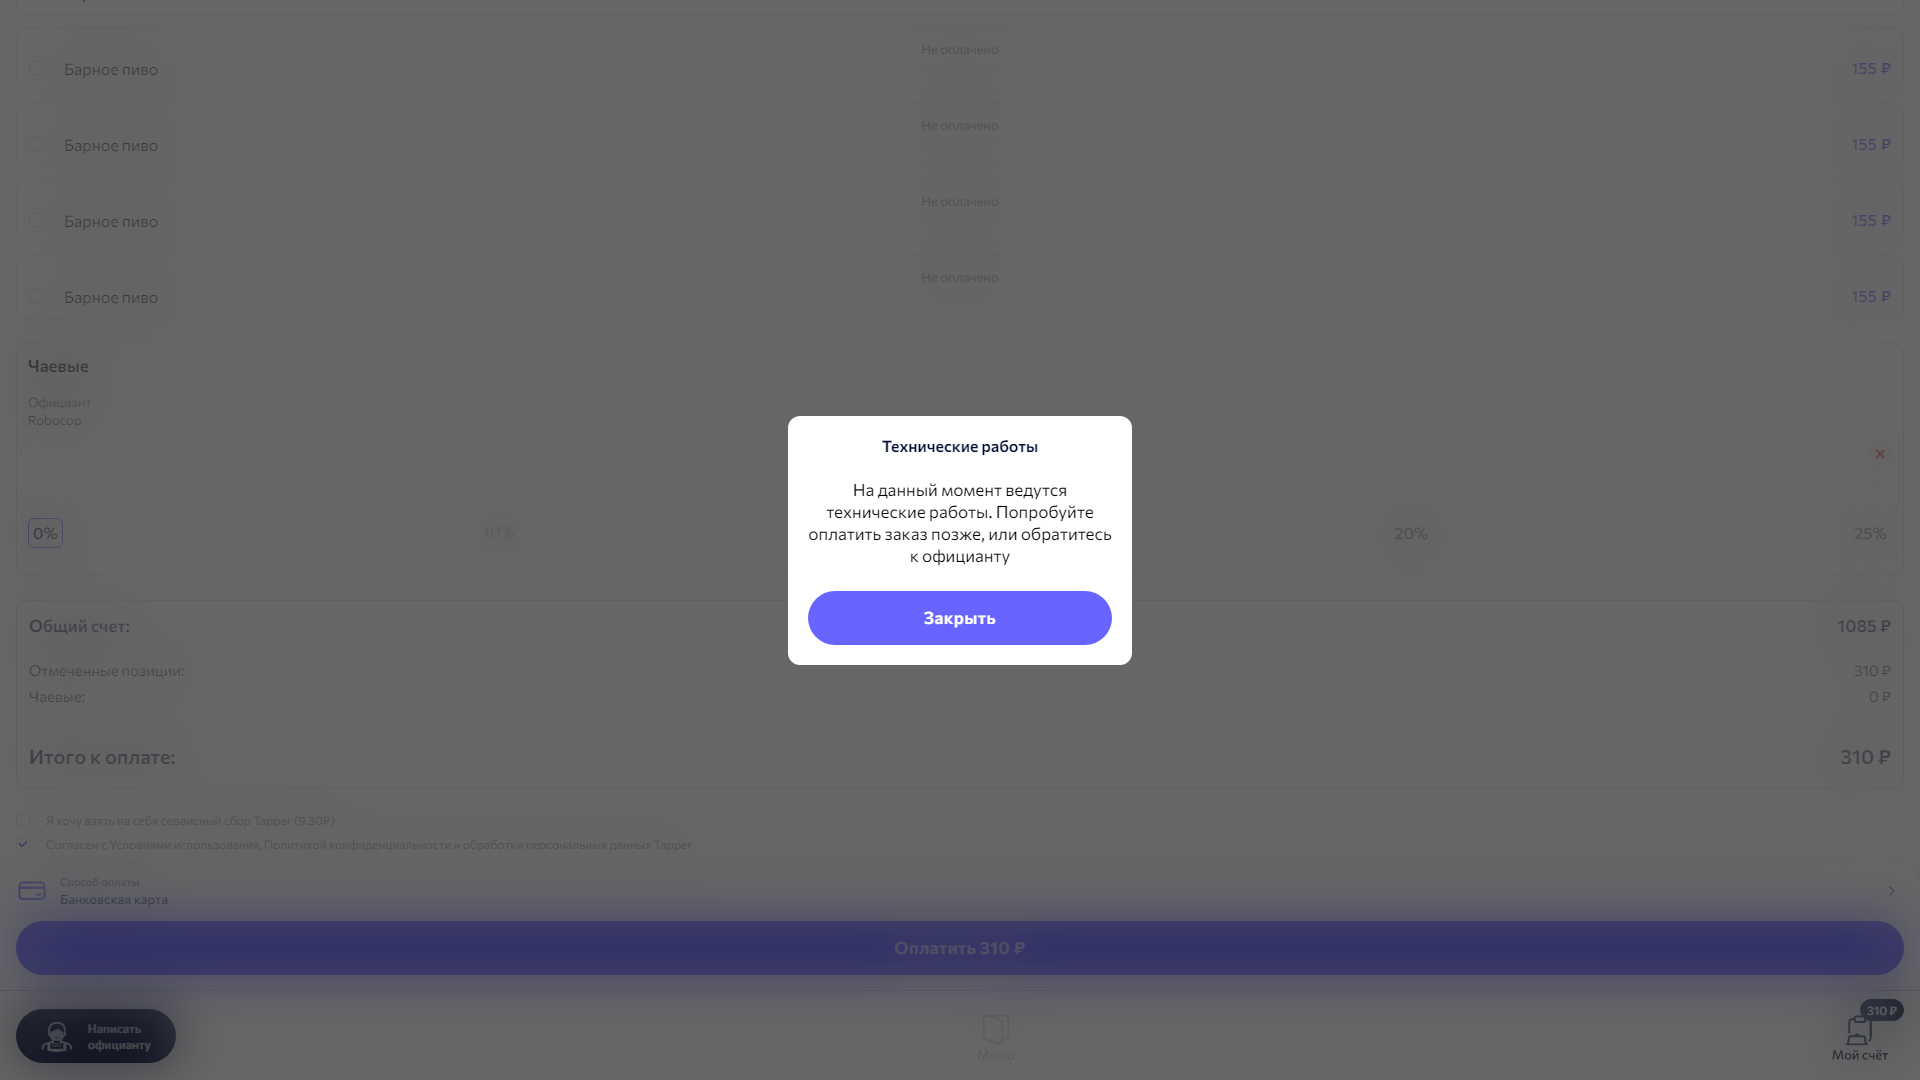 Не оплачено
Барное пиво
155 ₽
Не оплачено
Барное пиво
155 ₽
Не оплачено
Барное пиво
155 ₽
Не оплачено
Барное пиво
155 ₽
Чаевые
Официант
Robocop
0%
10%
20%
25%
Технические работы
На данный момент ведутся
технические работы. Попробуйте
оплатить заказ позже, или обратитесь
к официанту
Закрыть
Общий счет:
1085 ₽
Отмеченные позиции:
310 ₽
Чаевые:
0 ₽
Итого к оплате:
310 ₽
Я хочу взять на себя сервисный сбор Tapper (9.30₽)
Согласен с Условиями использования, Политикой конфиденциальности и обработки персональных данных Tapper
Способ оплаты
Банковская карта
Оплатить 310 ₽
Написать
официанту
Меню
310 ₽
Мой счёт